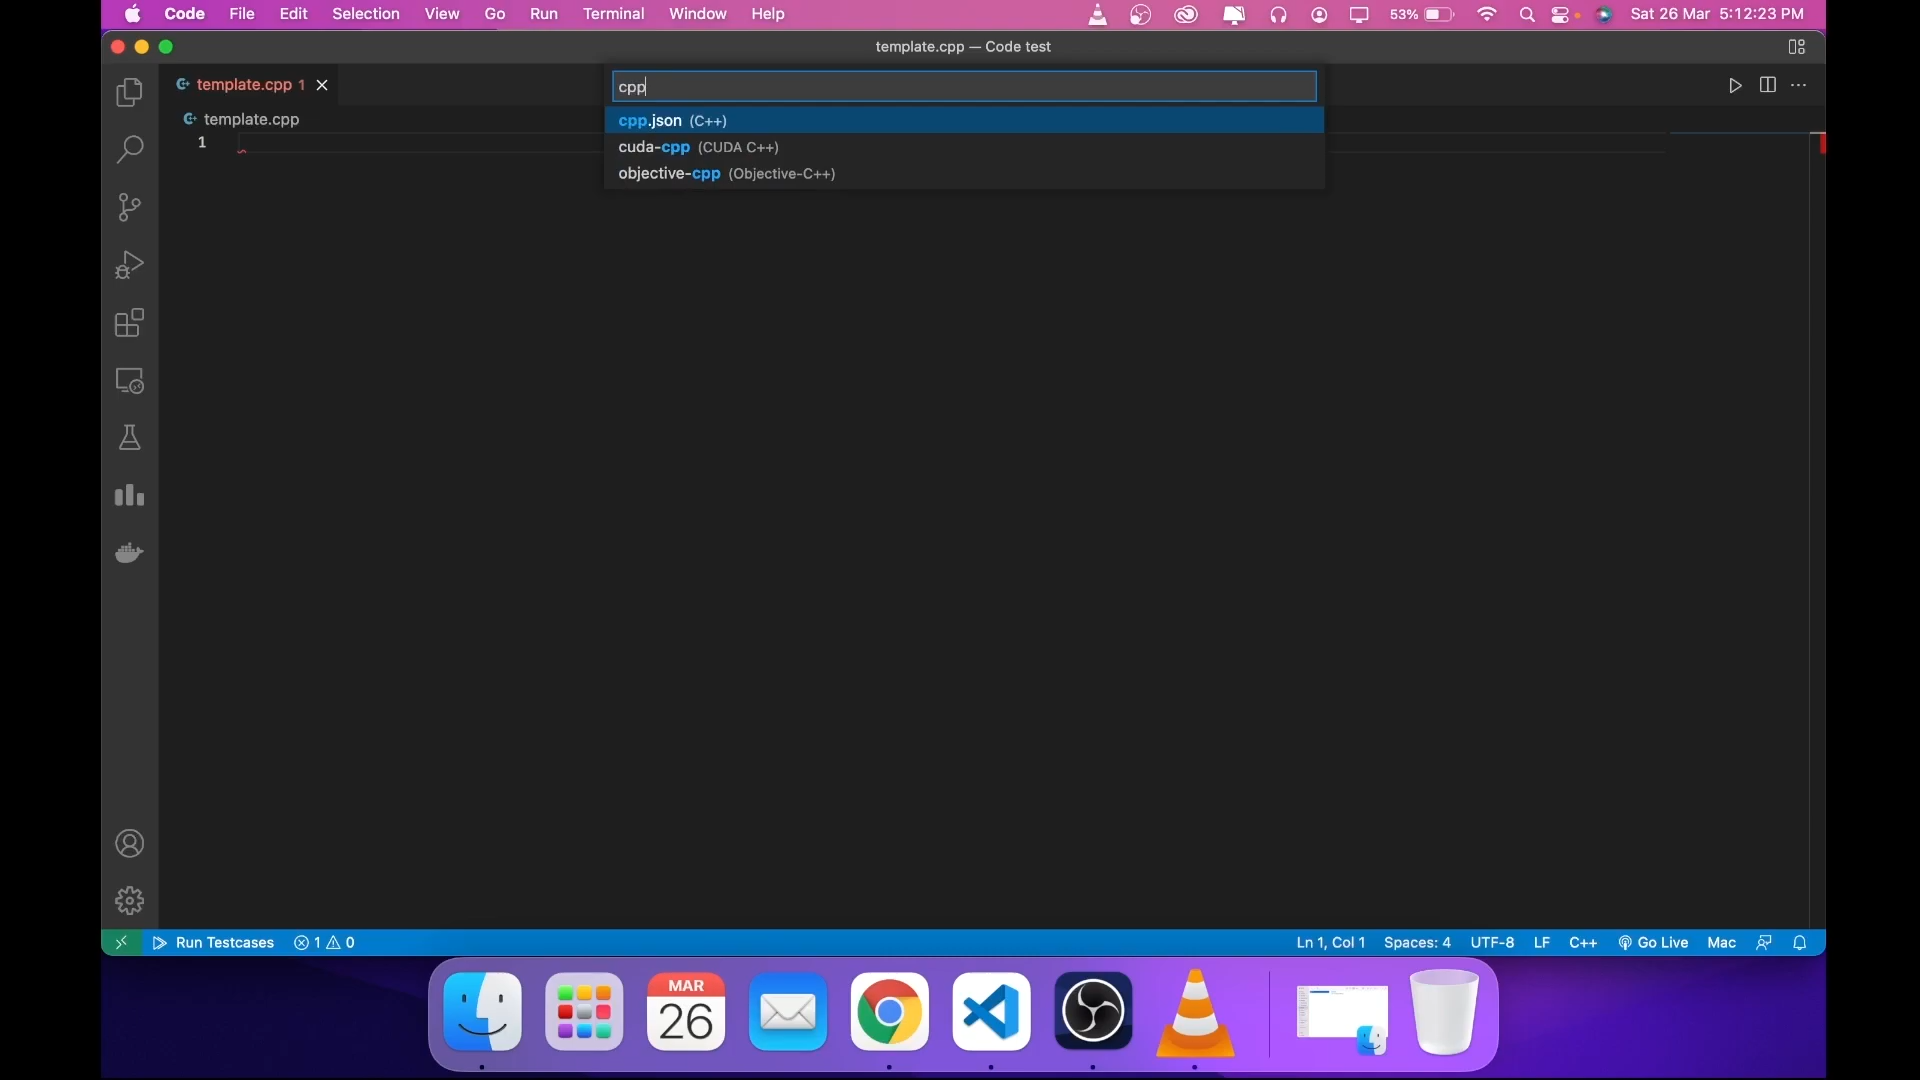 Code File Edit Selection View Go Run Terminal Window Help 53% Sat 26 Mar 5:12:23 PM
template.cpp — Code test
template.cpp 1
cpp
template.cpp
cpp.json (C++)
1
cuda-cpp (CUDA C++)
objective-cpp (Objective-C++)
Run Testcases 1 0 Ln 1, Col 1 Spaces: 4 UTF-8 LF C++ Go Live Mac
MAR
26